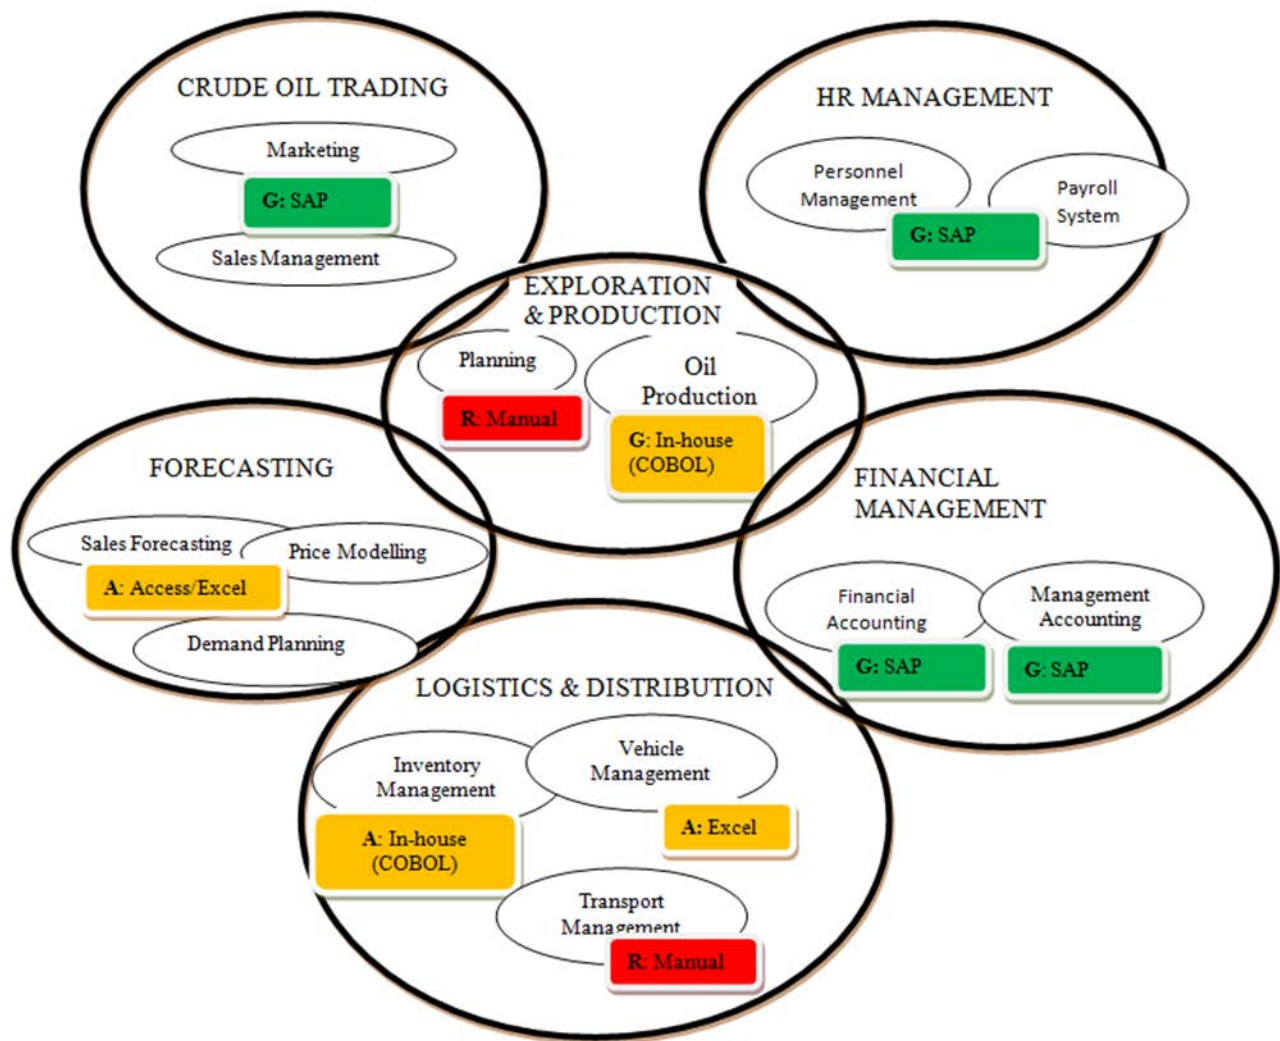 CRUDE OIL TRADING
Marketing
G: SAP
Sales Management
HR MANAGEMENT
Personnel
Management
Payroll
System
G: SAP
EXPLORATION
& PRODUCTION
Planning
R: Manual
Oil
Production
G: In-house
(COBOL)
FORECASTING
Sales Forecasting
Price Modelling
A: Access/Excel
Demand Planning
FINANCIAL
MANAGEMENT
Financial
Accounting
G: SAP
Management
Accounting
G: SAP
LOGISTICS & DISTRIBUTION
Inventory
Management
A: In-house
(COBOL)
Vehicle
Management
A: Excel
Transport
Management
R: Manual